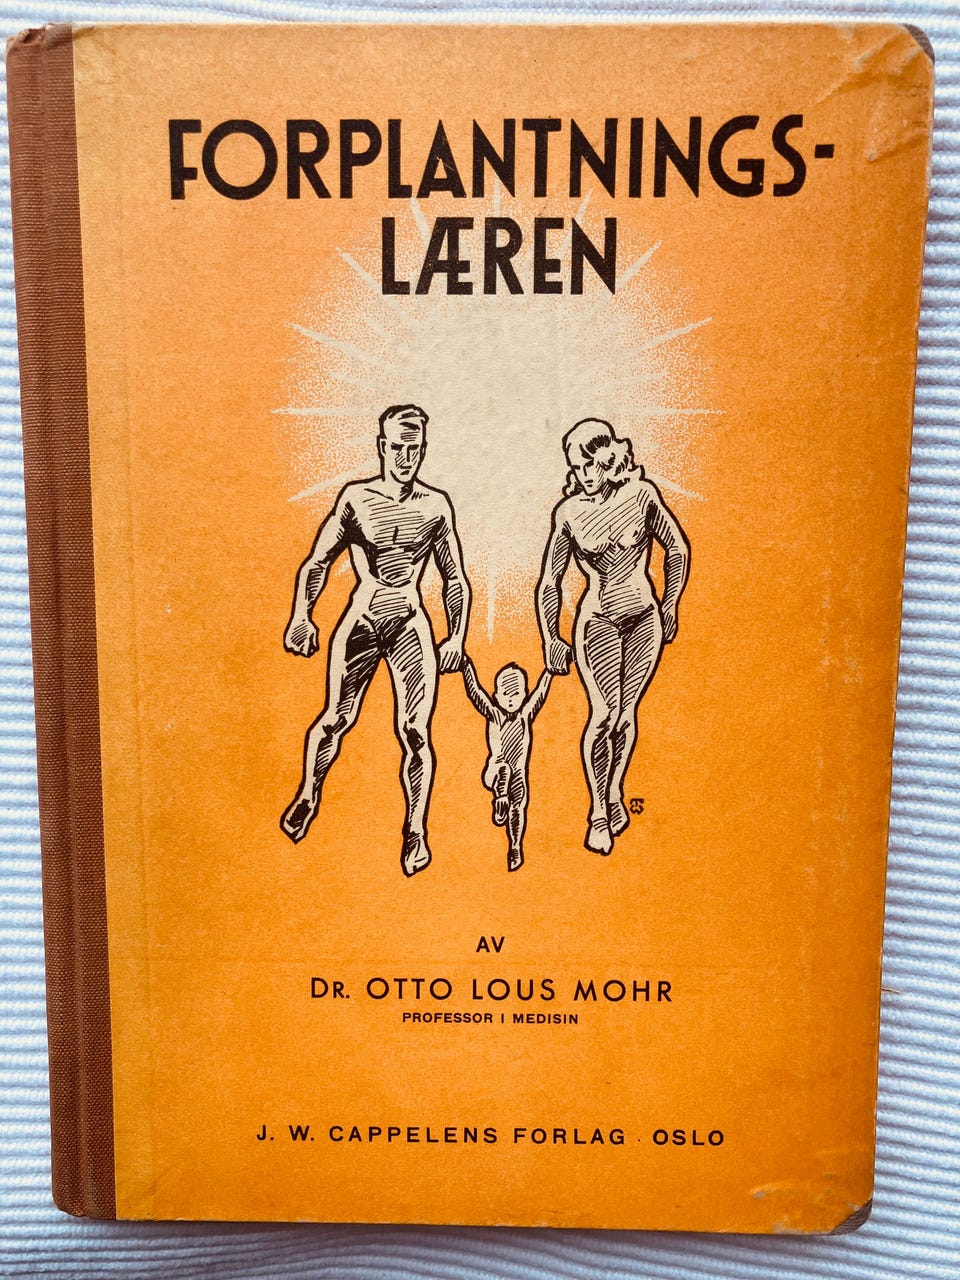 FORPLANTNINGS-
LÆREN
AV
DR. OTTO LOUS MOHR
PROFESSOR I MEDISIN
J. W. CAPPELENS FORLAG · OSLO